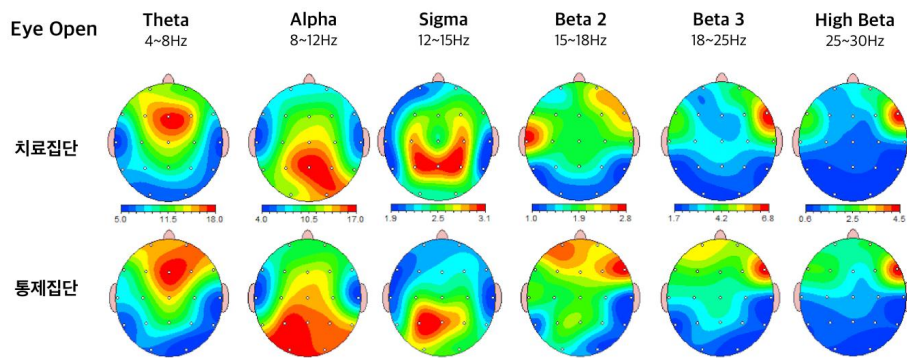 Eye Open
Theta Alpha Sigma Beta 2 Beta 3 High Beta
4~8Hz 8~12Hz 12~15Hz 15~18Hz 18~25Hz 25~30Hz
치료집단
5.0 11.5 18.0 4.0 10.5 17.0 1.9 2.5 3.1 1.0 1.9 2.8 1.7 4.2 6.8 0.6 2.5 4.5
통제집단